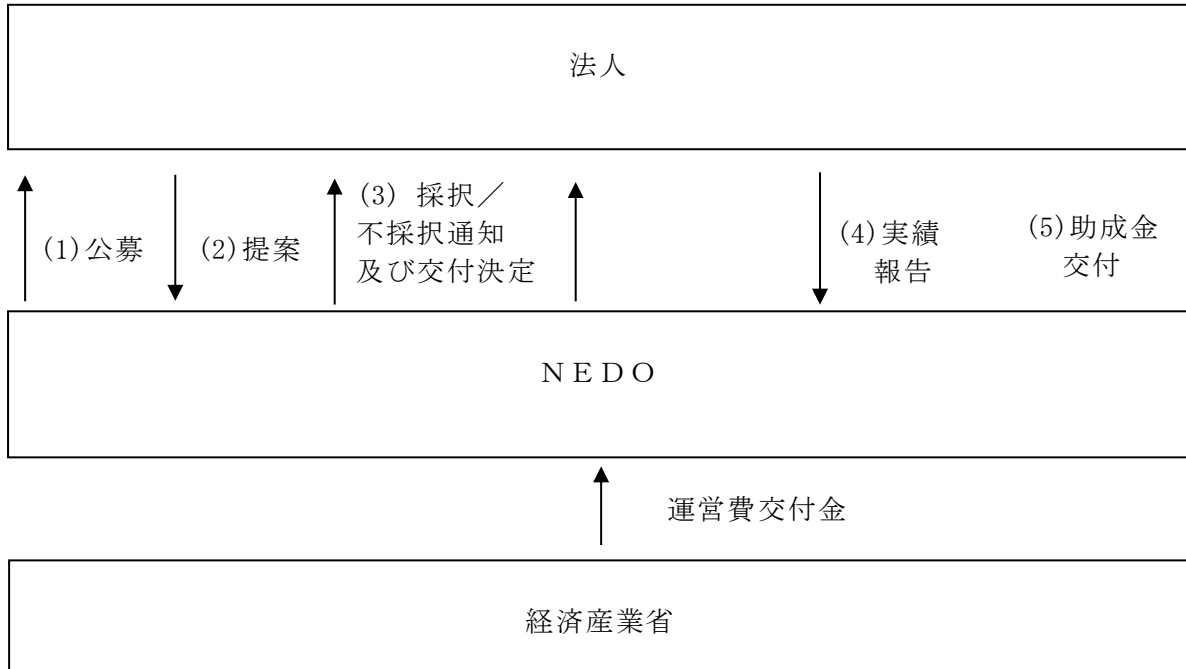 法人
(1)公募
(2)提案
(3) 採択／
不採択通知
及び交付決定
(4)実績
報告
(5)助成金
交付
ＮＥＤＯ
運営費交付金
経済産業省